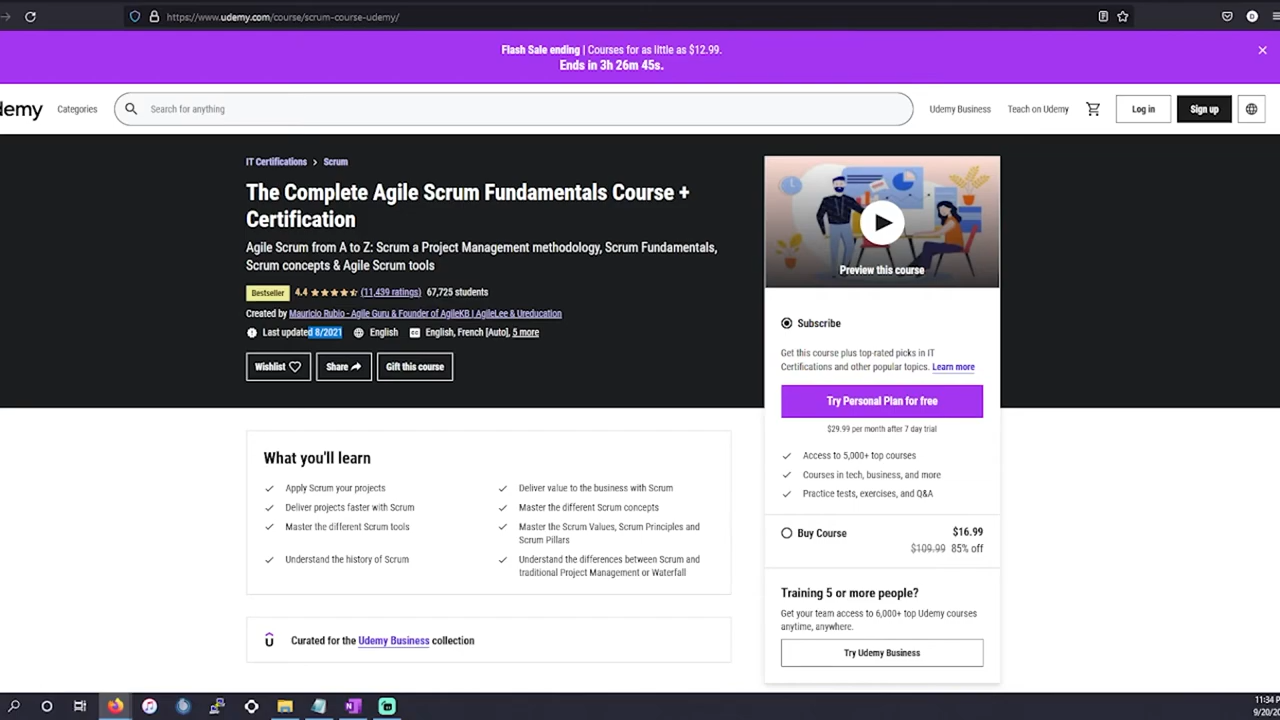 https://www.udemy.com/course/scrum-course-udemy/
Flash Sale ending | Courses for as little as $12.99.
Ends in 3h 26m 45s.
demy
Categories
Search for anything
Udemy Business
Teach on Udemy
Log in
Sign up
IT Certifications > Scrum
The Complete Agile Scrum Fundamentals Course +
Certification
Agile Scrum from A to Z: Scrum a Project Management methodology, Scrum Fundamentals,
Scrum concepts & Agile Scrum tools
Bestseller 4.4 (11,439 ratings) 67,725 students
Created by Mauricio Rubio - Agile Guru & Founder of AgileKB | AgileLee & Ureducation
Last updated 8/2021 English English, French [Auto], 5 more
Wishlist
Share
Gift this course
Preview this course
Subscribe
Get this course plus top-rated picks in IT
Certifications and other popular topics. Learn more
Try Personal Plan for free
$29.99 per month after 7 day trial
Access to 5,000+ top courses
Courses in tech, business, and more
Practice tests, exercises, and Q&A
Buy Course $16.99
$109.99 85% off
Training 5 or more people?
Get your team access to 6,000+ top Udemy courses
anytime, anywhere.
Try Udemy Business
What you'll learn
Apply Scrum your projects
Deliver projects faster with Scrum
Master the different Scrum tools
Understand the history of Scrum
Deliver value to the business with Scrum
Master the different Scrum concepts
Master the Scrum Values, Scrum Principles and
Scrum Pillars
Understand the differences between Scrum and
traditional Project Management or Waterfall
Curated for the Udemy Business collection
11:34 P
9/20/20